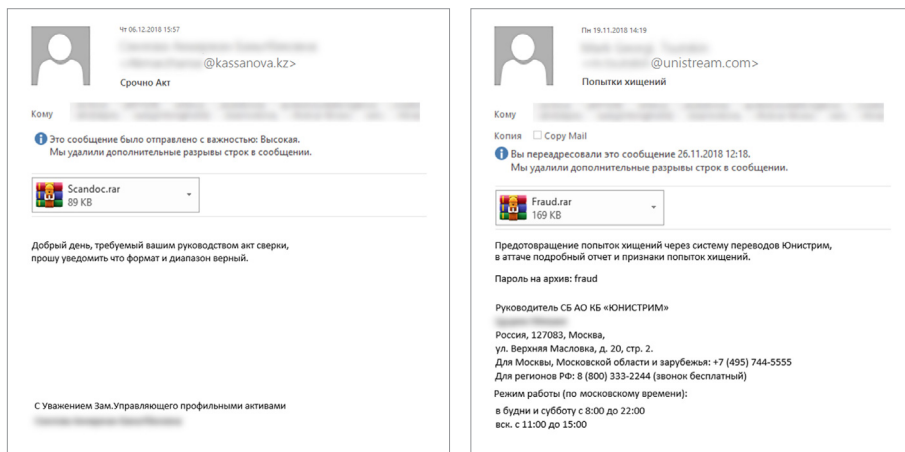 Чт 06.12.2018 15:57
@kassanova.kz>
Срочно Акт
Кому
Это сообщение было отправлено с важностью: Высокая.
Мы удалили дополнительные разрывы строк в сообщении.
Scandoc.rar
89 KB
Добрый день, требуемый вашим руководством акт сверки,
прошу уведомить что формат и диапазон верный.
С Уважением Зам.Управляющего профильными активами
Пн 19.11.2018 14:19
@unistream.com>
Попытки хищений
Кому
Копия Copy Mail
Вы переадресовали это сообщение 26.11.2018 12:18.
Мы удалили дополнительные разрывы строк в сообщении.
Fraud.rar
169 KB
Предотовращение попыток хищений через систему переводов Юнистрим,
в аттаче подробный отчет и признаки попыток хищений.
Пароль на архив: fraud
Руководитель СБ АО КБ «ЮНИСТРИМ»
Россия, 127083, Москва,
ул. Верхняя Масловка, д. 20, стр. 2.
Для Москвы, Московской области и зарубежья: +7 (495) 744-5555
Для регионов РФ: 8 (800) 333-2244 (звонок бесплатный)
Режим работы (по московскому времени):
в будни и субботу с 8:00 до 22:00
вск. с 11:00 до 15:00